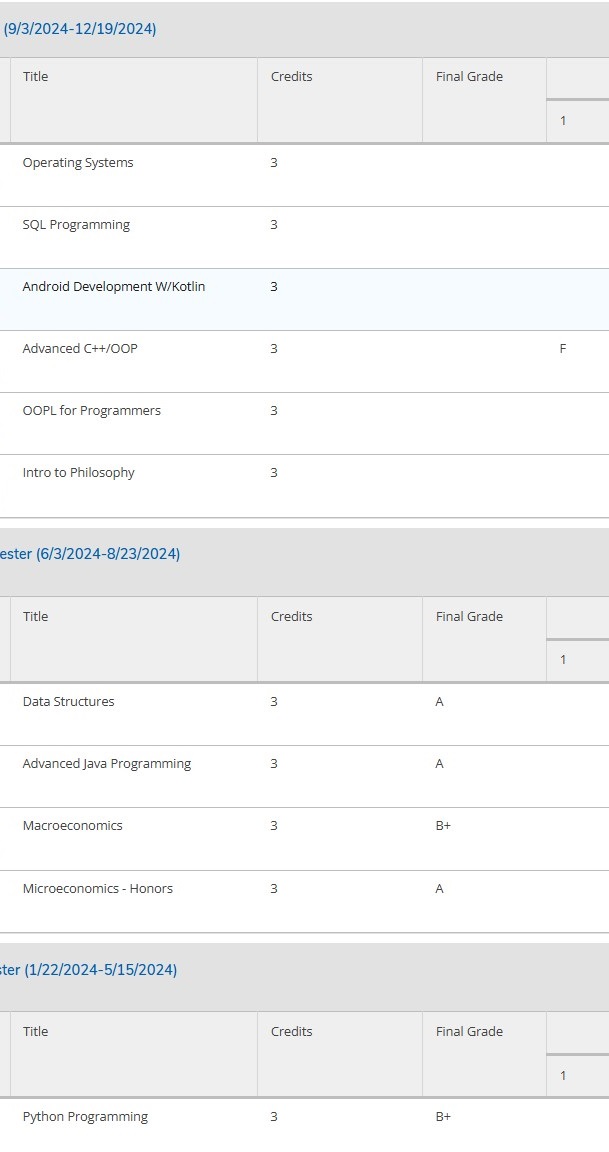 (9/3/2024-12/19/2024)
Title Credits Final Grade
1
Operating Systems 3
SQL Programming 3
Android Development W/Kotlin 3
Advanced C++/OOP 3 F
OOPL for Programmers 3
Intro to Philosophy 3
ester (6/3/2024-8/23/2024)
Title Credits Final Grade
1
Data Structures 3 A
Advanced Java Programming 3 A
Macroeconomics 3 B+
Microeconomics - Honors 3 A
ster (1/22/2024-5/15/2024)
Title Credits Final Grade
1
Python Programming 3 B+